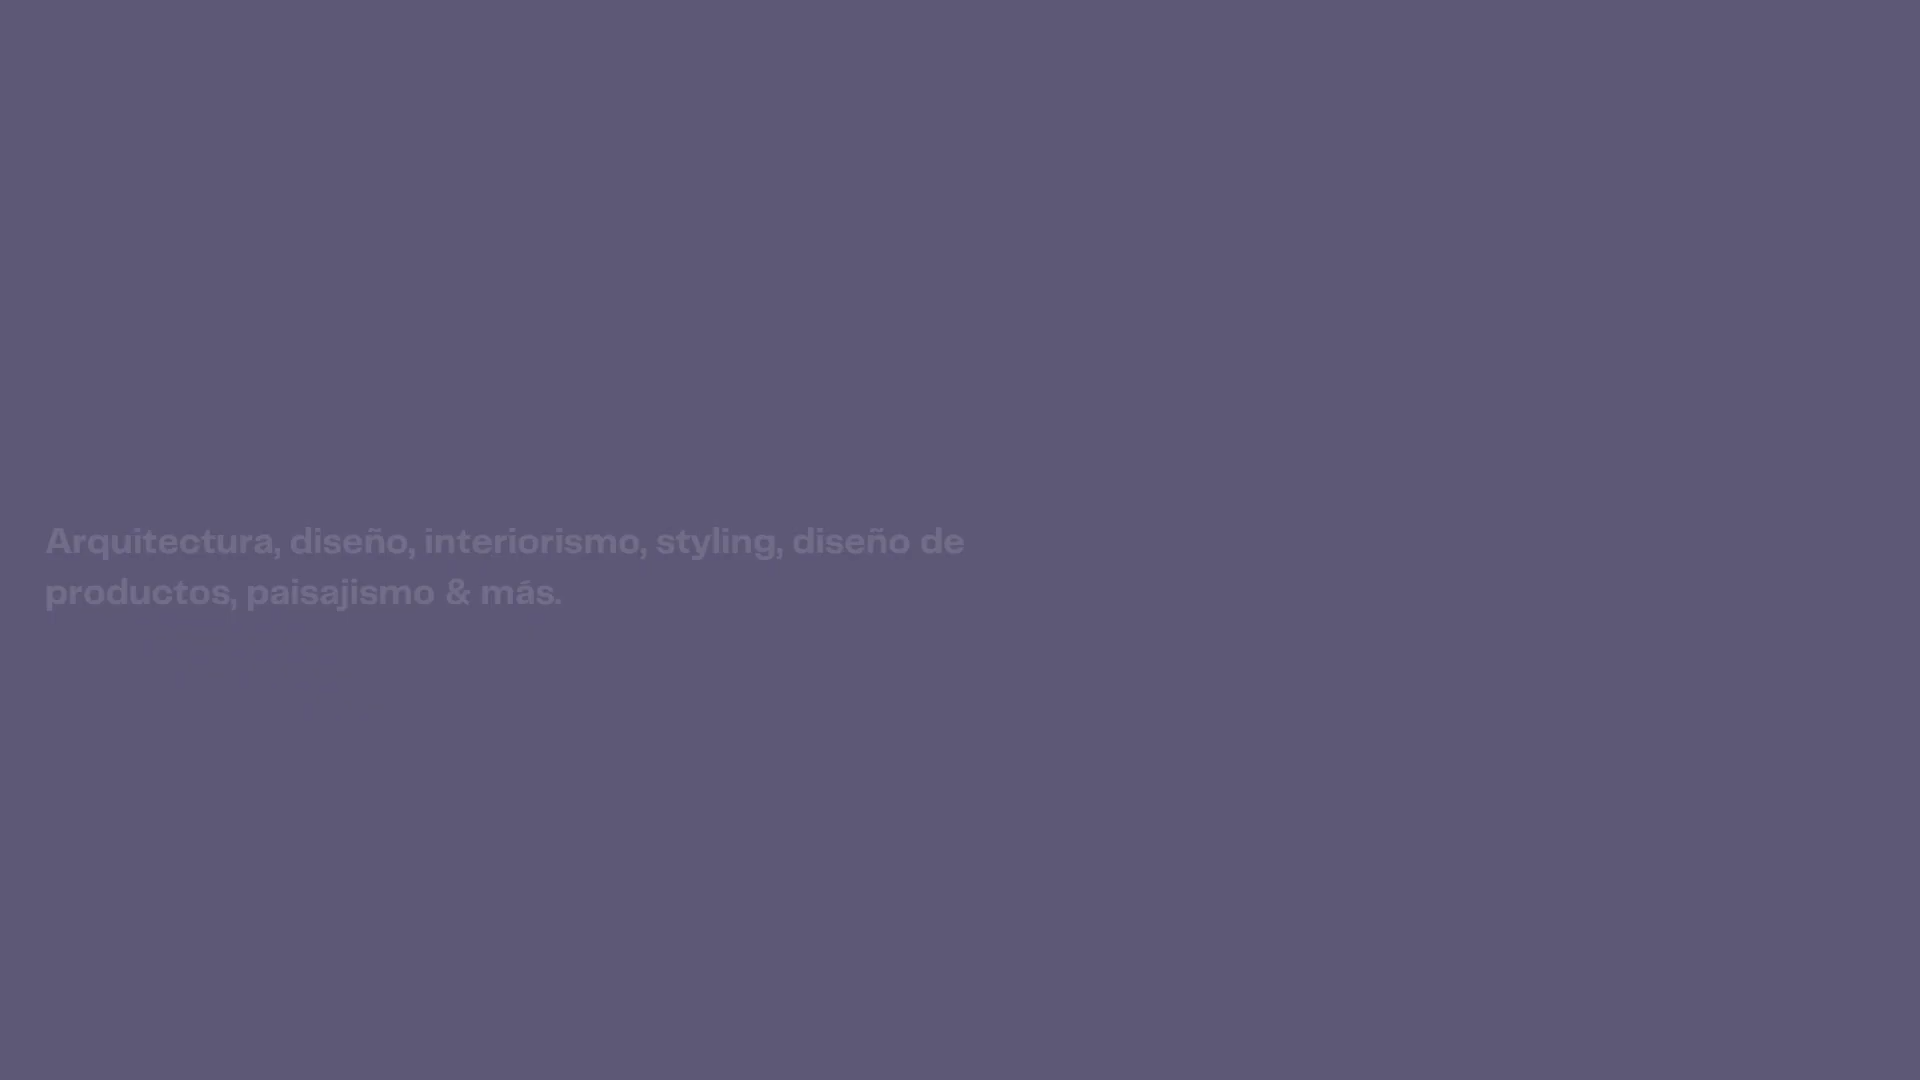 Arquitectura, diseño, interiorismo, styling, diseño de
productos, paisajismo & más.